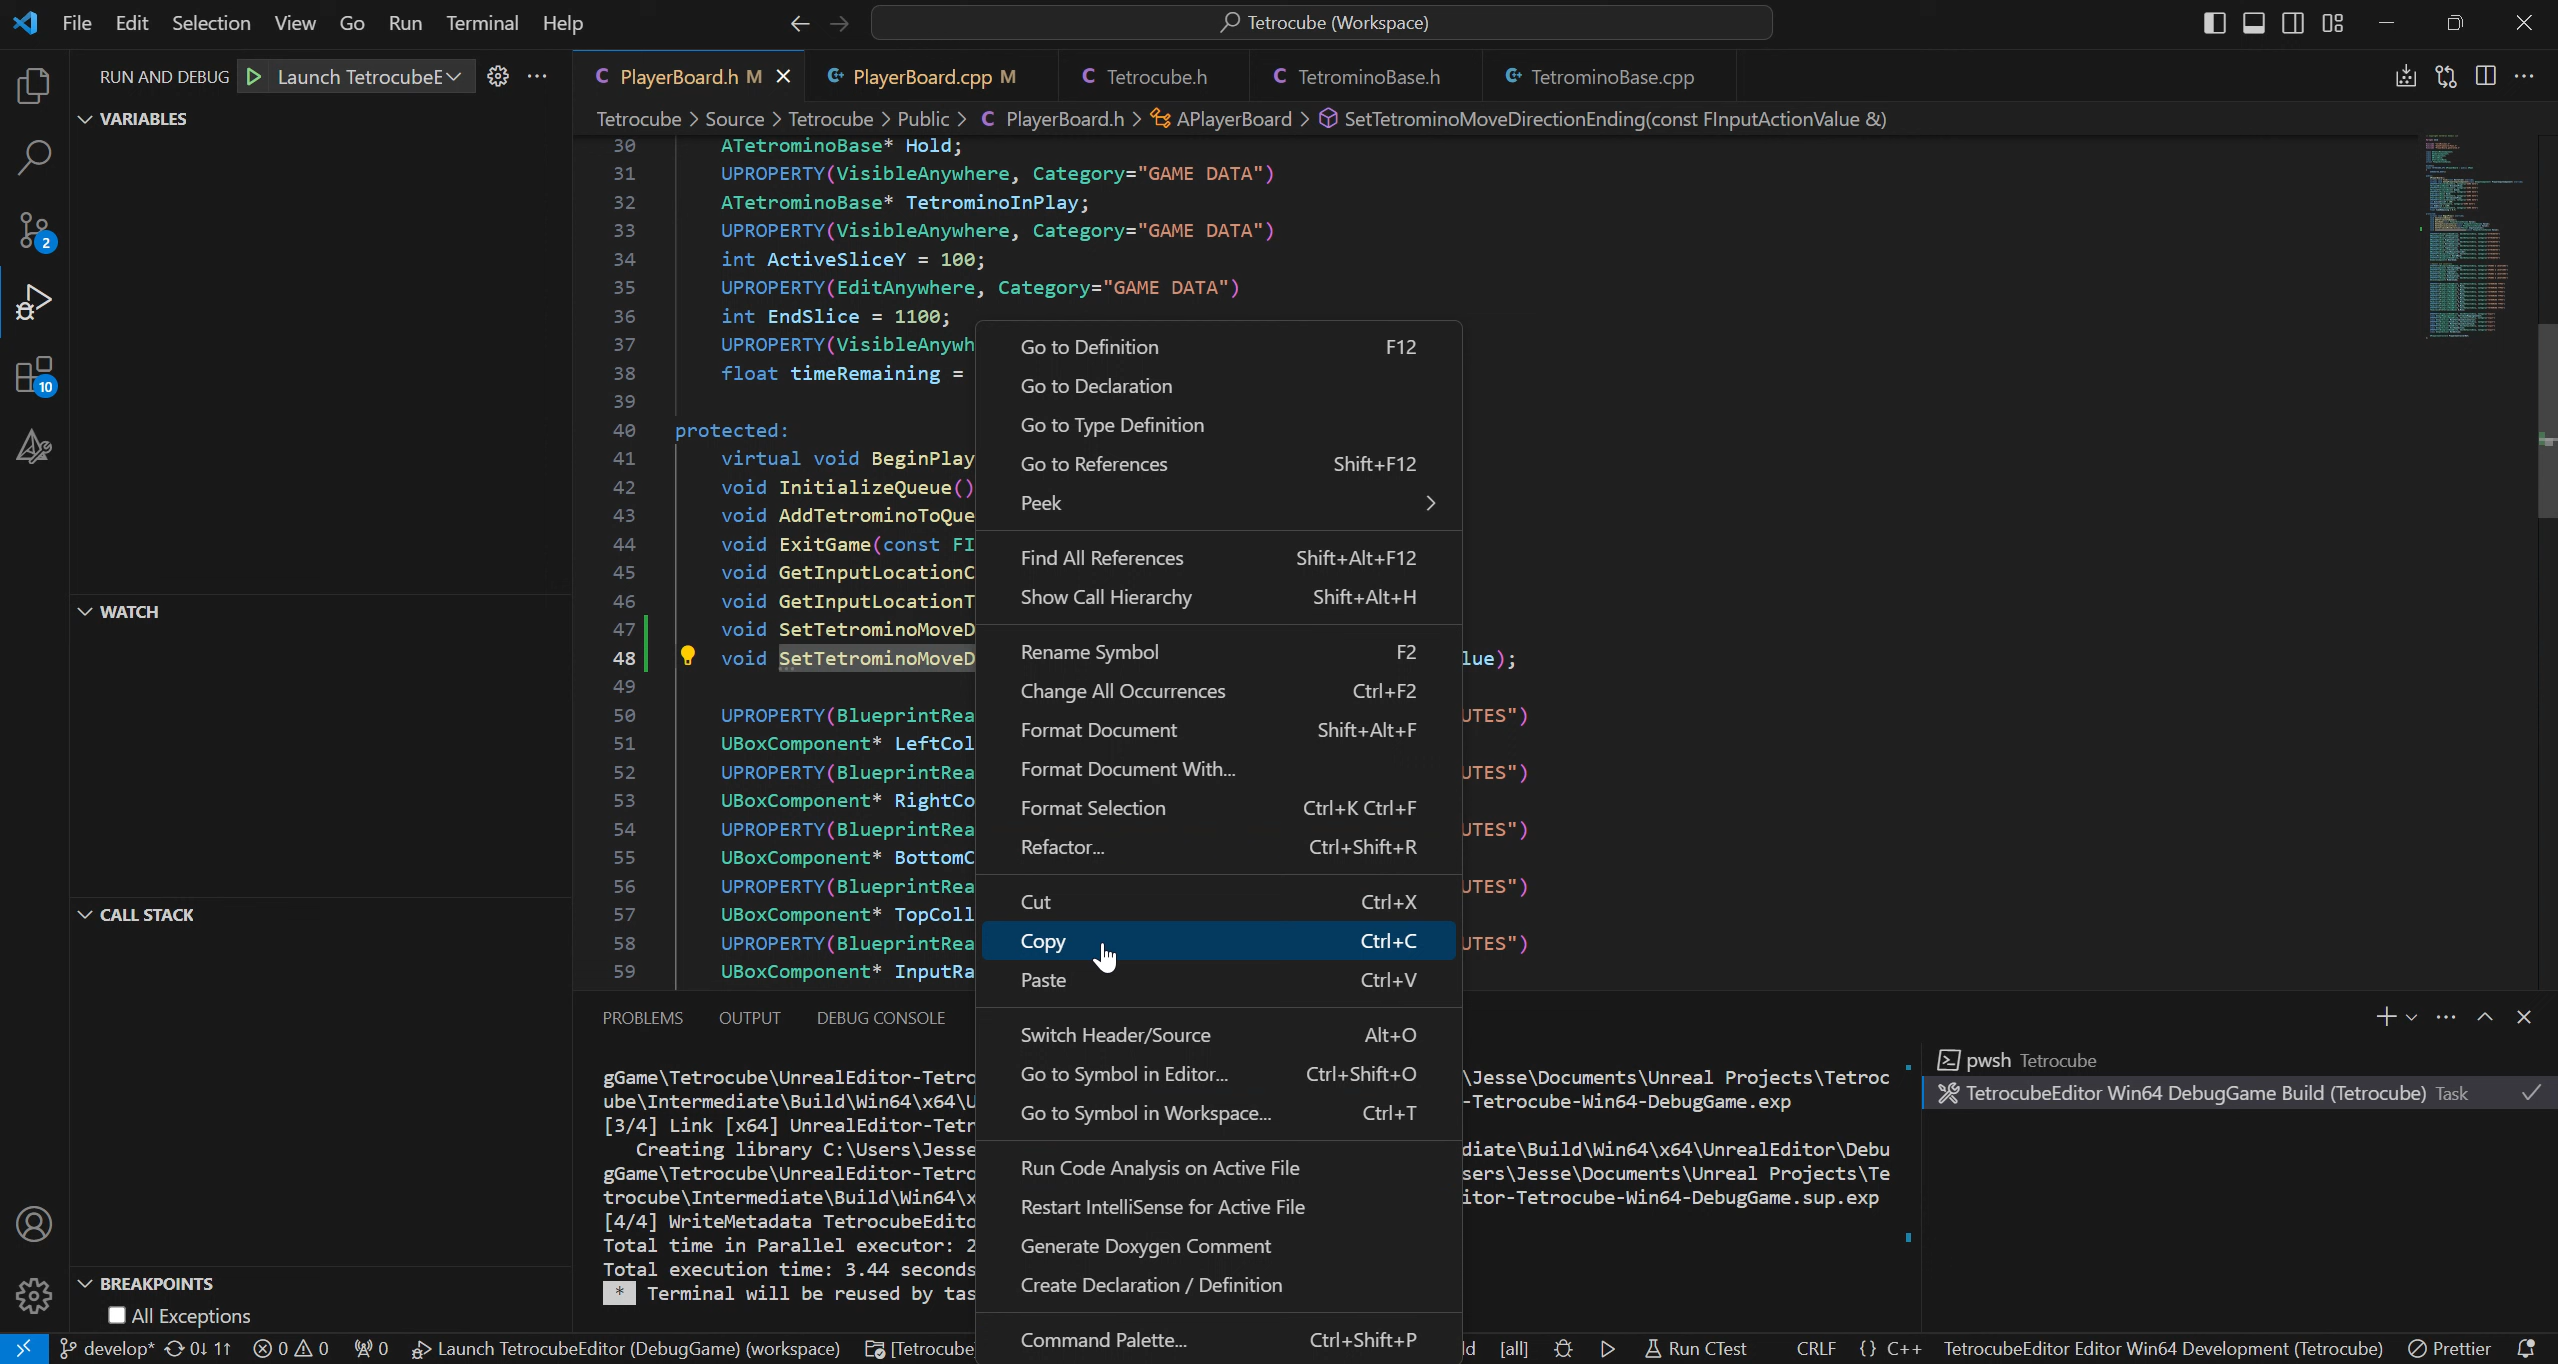 File Edit Selection View Go Run Terminal Help
Tetrocube (Workspace)
RUN AND DEBUG Launch TetrocubeE
C PlayerBoard.h M
C+ PlayerBoard.cpp M
C Tetrocube.h
C TetrominoBase.h
C+ TetrominoBase.cpp
Tetrocube > Source > Tetrocube > Public > C PlayerBoard.h > APlayerBoard > SetTetrominoMoveDirectionEnding(const FInputActionValue &)
VARIABLES
WATCH
CALL STACK
BREAKPOINTS
All Exceptions
2
10
30 ATetrominoBase* Hold;
31 UPROPERTY(VisibleAnywhere, Category="GAME DATA")
32 ATetrominoBase* TetrominoInPlay;
33 UPROPERTY(VisibleAnywhere, Category="GAME DATA")
34 int ActiveSliceY = 100;
35 UPROPERTY(EditAnywhere, Category="GAME DATA")
36 int EndSlice = 1100;
37 UPROPERTY(VisibleAnywh
38 float timeRemaining =
39
40 protected:
41 virtual void BeginPlay
42 void InitializeQueue()
43 void AddTetrominoToQue
44 void ExitGame(const FI
45 void GetInputLocationC
46 void GetInputLocationT
47 void SetTetrominoMoveD
48 void SetTetrominoMoveD lue);
49
50 UPROPERTY(BlueprintRea UTES")
51 UBoxComponent* LeftCol
52 UPROPERTY(BlueprintRea UTES")
53 UBoxComponent* RightCo
54 UPROPERTY(BlueprintRea UTES")
55 UBoxComponent* BottomC
56 UPROPERTY(BlueprintRea UTES")
57 UBoxComponent* TopColl
58 UPROPERTY(BlueprintRea UTES")
59 UBoxComponent* InputRa
Go to Definition F12
Go to Declaration
Go to Type Definition
Go to References Shift+F12
Peek
Find All References Shift+Alt+F12
Show Call Hierarchy Shift+Alt+H
Rename Symbol F2
Change All Occurrences Ctrl+F2
Format Document Shift+Alt+F
Format Document With...
Format Selection Ctrl+K Ctrl+F
Refactor... Ctrl+Shift+R
Cut Ctrl+X
Copy Ctrl+C
Paste Ctrl+V
Switch Header/Source Alt+O
Go to Symbol in Editor... Ctrl+Shift+O
Go to Symbol in Workspace... Ctrl+T
Run Code Analysis on Active File
Restart IntelliSense for Active File
Generate Doxygen Comment
Create Declaration / Definition
Command Palette... Ctrl+Shift+P
PROBLEMS OUTPUT DEBUG CONSOLE
gGame\Tetrocube\UnrealEditor-Tetro \Jesse\Documents\Unreal Projects\Tetroc
ube\Intermediate\Build\Win64\x64\U -Tetrocube-Win64-DebugGame.exp
[3/4] Link [x64] UnrealEditor-Tetr
Creating library C:\Users\Jesse diate\Build\Win64\x64\UnrealEditor\Debu
gGame\Tetrocube\UnrealEditor-Tetro sers\Jesse\Documents\Unreal Projects\Te
trocube\Intermediate\Build\Win64\x itor-Tetrocube-Win64-DebugGame.sup.exp
[4/4] WriteMetadata TetrocubeEdito
Total time in Parallel executor: 2
Total execution time: 3.44 seconds
* Terminal will be reused by tas
pwsh Tetrocube
TetrocubeEditor Win64 DebugGame Build (Tetrocube) Task
develop* 0↓ 1↑ 0 0 0 Launch TetrocubeEditor (DebugGame) (workspace) [Tetrocube ld [all] Run CTest CRLF {} C++ TetrocubeEditor Editor Win64 Development (Tetrocube) Prettier